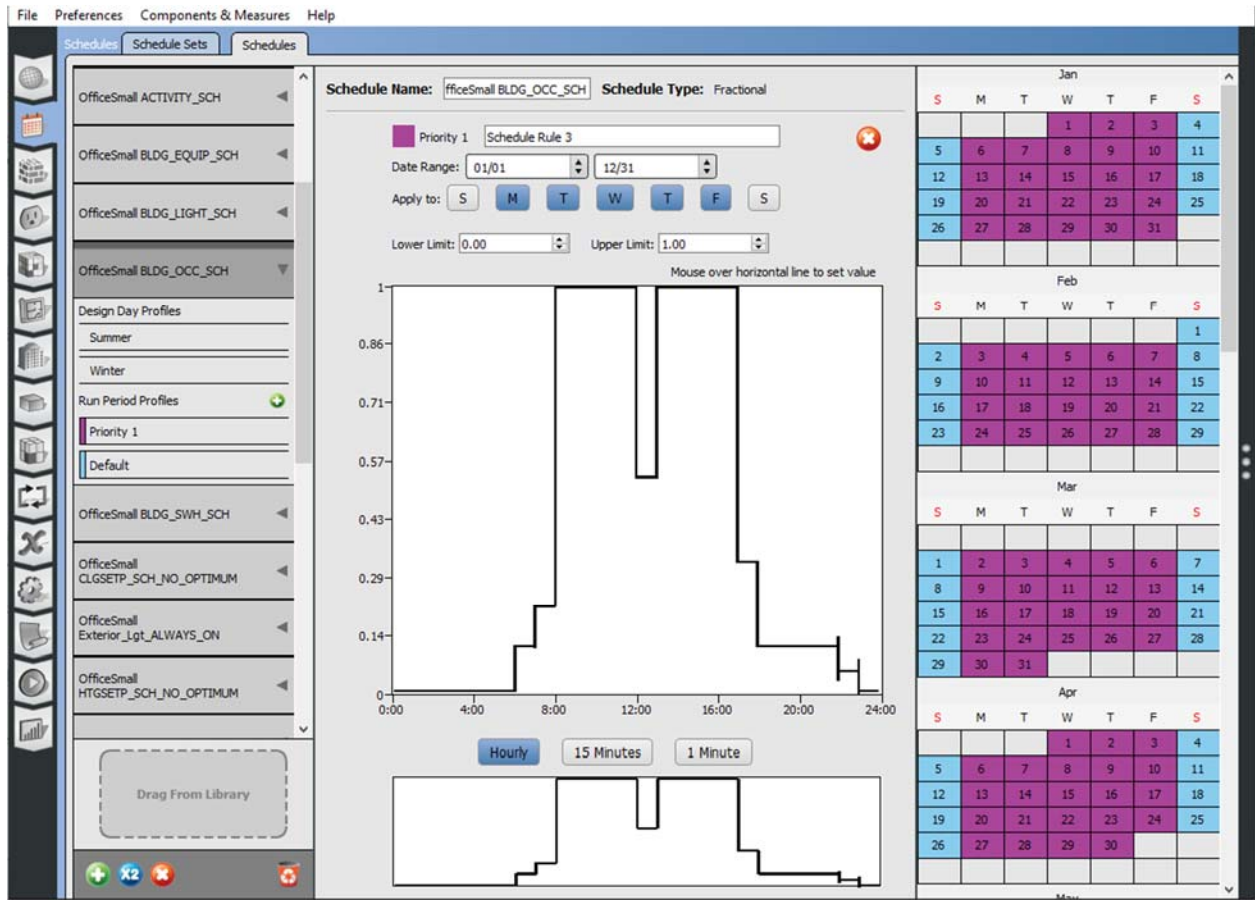 File Preferences Components & Measures Help
Schedules Schedule Sets Schedules
OfficeSmall ACTIVITY_SCH
OfficeSmall BLDG_EQUIP_SCH
OfficeSmall BLDG_LIGHT_SCH
OfficeSmall BLDG_OCC_SCH
Design Day Profiles
Summer
Winter
Run Period Profiles
Priority 1
Default
OfficeSmall BLDG_SWH_SCH
OfficeSmall
CLGSETP_SCH_NO_OPTIMUM
OfficeSmall
Exterior_Lgt_ALWAYS_ON
OfficeSmall
HTGSETP_SCH_NO_OPTIMUM
Drag From Library
X2
Schedule Name: fficeSmall BLDG_OCC_SCH Schedule Type: Fractional
Priority 1 Schedule Rule 3
Date Range: 01/01 12/31
Apply to: S M T W T F S
Lower Limit: 0.00 Upper Limit: 1.00
Mouse over horizontal line to set value
1
0.86
0.71
0.57
0.43
0.29
0.14
0
0:00 4:00 8:00 12:00 16:00 20:00 24:00
Hourly 15 Minutes 1 Minute
Jan
S M T W T F S
1 2 3 4
5 6 7 8 9 10 11
12 13 14 15 16 17 18
19 20 21 22 23 24 25
26 27 28 29 30 31
Feb
S M T W T F S
1
2 3 4 5 6 7 8
9 10 11 12 13 14 15
16 17 18 19 20 21 22
23 24 25 26 27 28 29
Mar
S M T W T F S
1 2 3 4 5 6 7
8 9 10 11 12 13 14
15 16 17 18 19 20 21
22 23 24 25 26 27 28
29 30 31
Apr
S M T W T F S
1 2 3 4
5 6 7 8 9 10 11
12 13 14 15 16 17 18
19 20 21 22 23 24 25
26 27 28 29 30